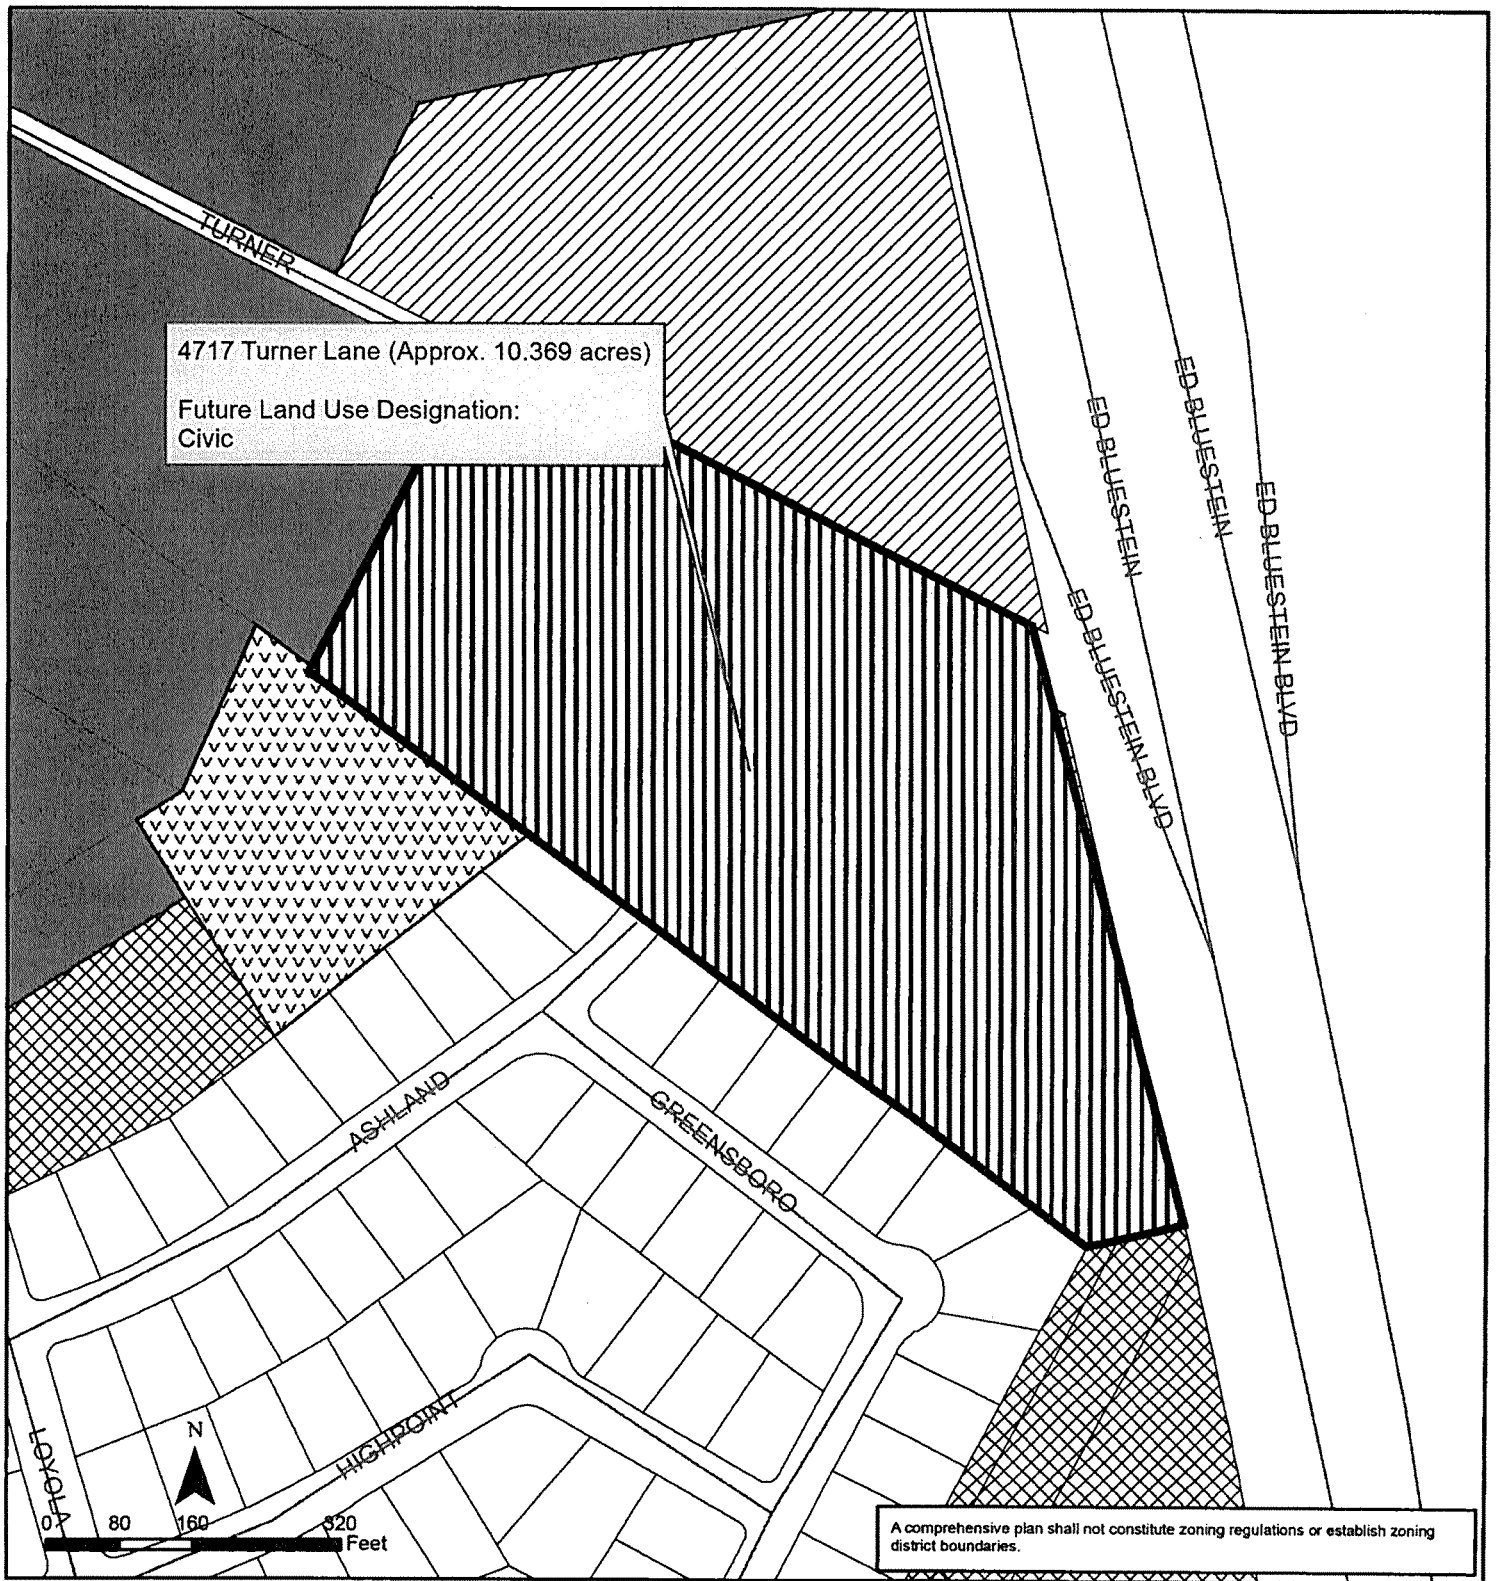 TURNER
4717 Turner Lane (Approx. 10.369 acres)
Future Land Use Designation:
Civic
ED BLUESTEIN
ED BLUESTEIN
ED BLUESTEIN BLVD
ED BLUESTEIN BLVD
ASHLAND
GREENSBORO
HIGHPOINT
LOYOLA
N
0 80 160 320
Feet
A comprehensive plan shall not constitute zoning regulations or establish zoning
district boundaries.